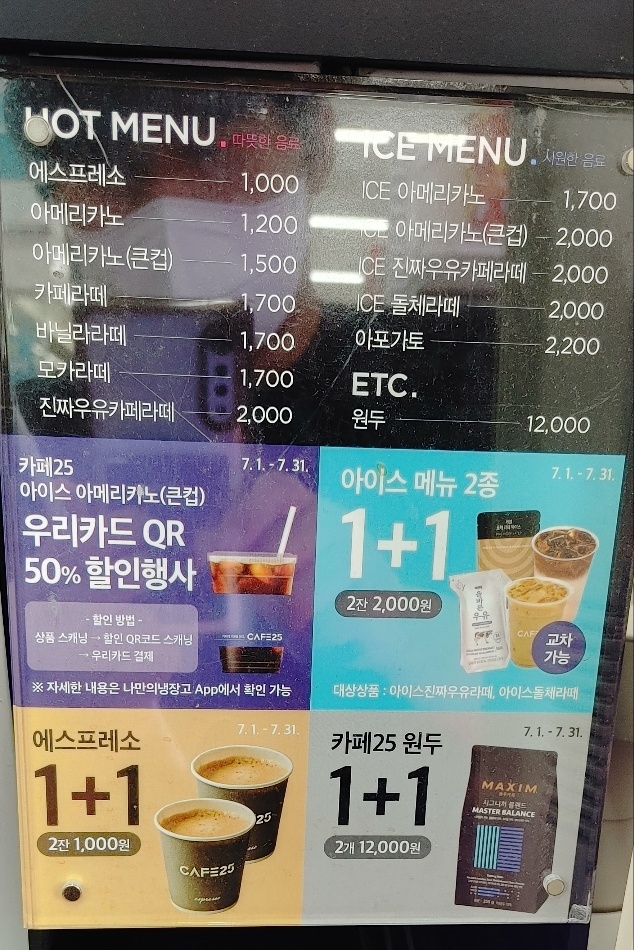 HOT MENU. 따뜻한 음료
에스프레소 1,000
아메리카노 1,200
아메리카노(큰컵) 1,500
카페라떼 1,700
바닐라라떼 1,700
모카라떼 1,700
진짜우유카페라떼 2,000
ICE MENU. 시원한 음료
ICE 아메리카노 1,700
ICE 아메리카노(큰컵) 2,000
ICE 진짜우유카페라떼 2,000
ICE 돌체라떼 2,000
아포가토 2,200
ETC.
원두 12,000
카페25 7. 1. - 7. 31.
아이스 아메리카노(큰컵)
우리카드 QR
50% 할인행사
- 할인 방법 -
상품 스캐닝 → 할인 QR코드 스캐닝
→ 우리카드 결제
CAFE25
※ 자세한 내용은 나만의냉장고 App에서 확인 가능
7. 1. - 7. 31.
아이스 메뉴 2종
1+1
2잔 2,000원
우유
CAFE
교차
가능
대상상품 : 아이스진짜우유라떼, 아이스돌체라떼
에스프레소 7. 1. - 7. 31.
1+1
2잔 1,000원
25
CAFE25
espresso
카페25 원두 7. 1. - 7. 31.
1+1
2개 12,000원
MAXIM
시그니처 블렌드
MASTER BALANCE